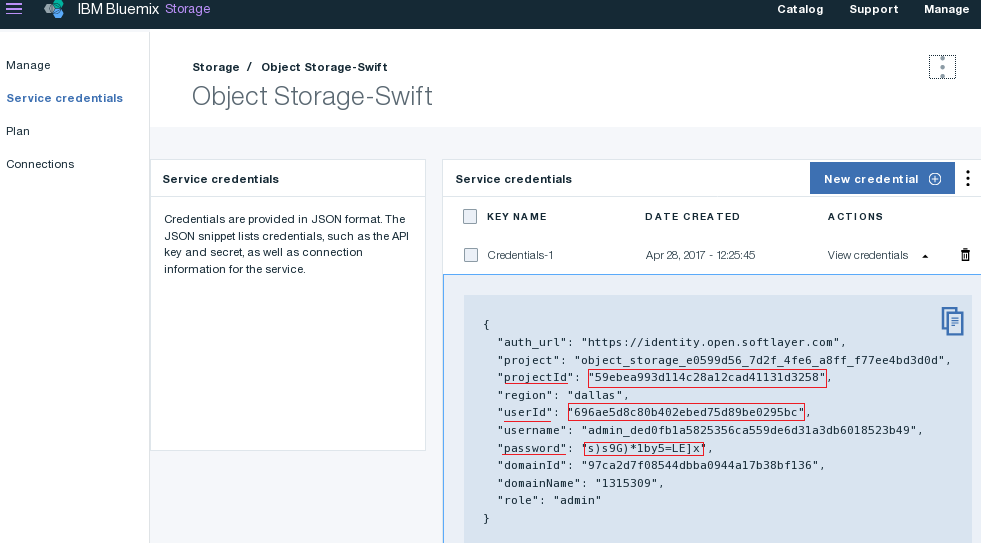 IBM Bluemix Storage
Catalog Support Manage
Manage
Service credentials
Plan
Connections
Storage / Object Storage-Swift
Object Storage-Swift
Service credentials
Credentials are provided in JSON format. The
JSON snippet lists credentials, such as the API
key and secret, as well as connection
information for the service.
Service credentials
New credential
KEY NAME DATE CREATED ACTIONS
Credentials-1 Apr 28, 2017 - 12:25:45 View credentials
{
"auth_url": "https://identity.open.softlayer.com",
"project": "object_storage_e0599d56_7d2f_4fe6_a8ff_f77ee4bd3d0d",
"projectId": "59ebea993d114c28a12cad41131d3258",
"region": "dallas",
"userId": "696ae5d8c80b402ebed75d89be0295bc",
"username": "admin_ded0fb1a5825356ca559de6d31a3db6018523b49",
"password": "s)s9G)*1by5=LE]x",
"domainId": "97ca2d7f08544dbba0944a17b38bf136",
"domainName": "1315309",
"role": "admin"
}